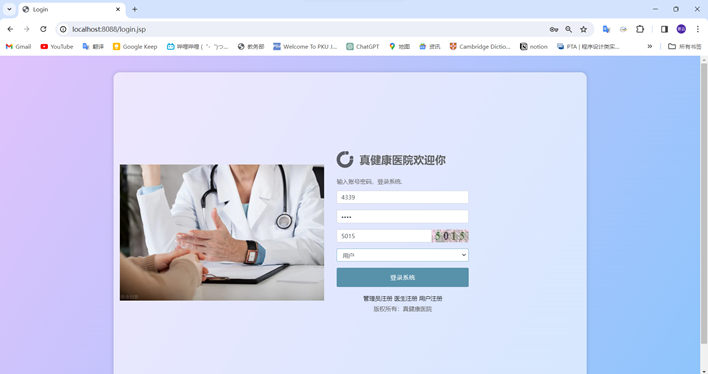 Login
localhost:8088/login.jsp
Gmail YouTube 翻译 Google Keep 哔哩哔哩 ( ゜- ゜)つ... 教务部 Welcome To PKU J... ChatGPT 地图 资讯 Cambridge Dictio... notion PTA | 程序设计类实... 所有书签
真健康医院欢迎你
输入账号密码，登录系统.
4339
••••
5015 5015
用户
登录系统
管理员注册 医生注册 用户注册
版权所有：真健康医院